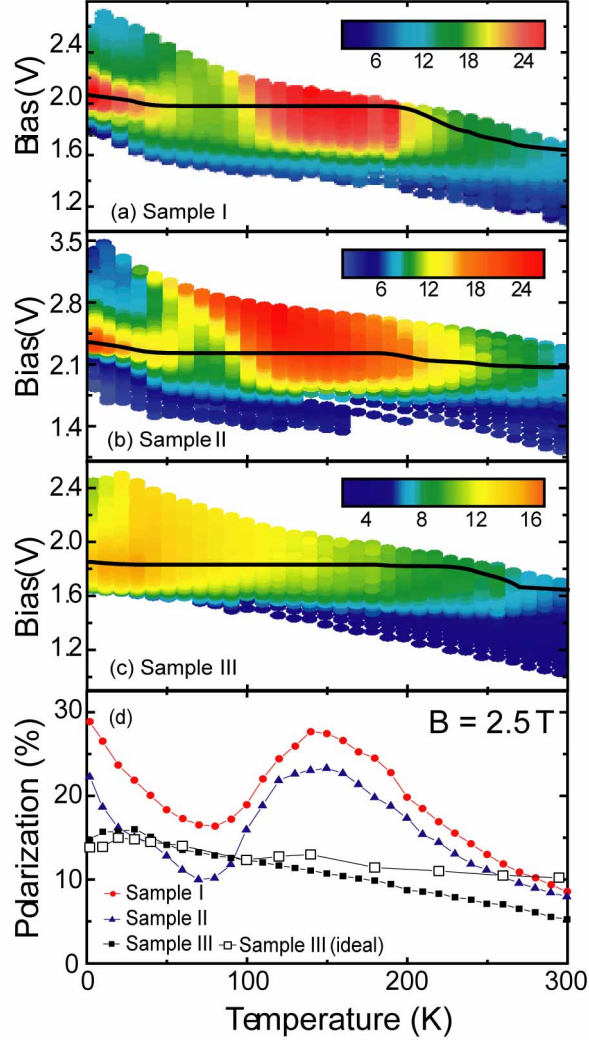 2.4
2.0
1.6
1.2
Bias(V)
6 12 18 24
(a) Sample I
3.5
2.8
2.1
1.4
Bias(V)
6 12 18 24
(b) Sample II
2.4
2.0
1.6
1.2
Bias(V)
4 8 12 16
(c) Sample III
30
20
10
0
Polarization (%)
(d)
B = 2.5 T
Sample I
Sample II
Sample III
Sample III (ideal)
0 100 200 300
Temperature (K)